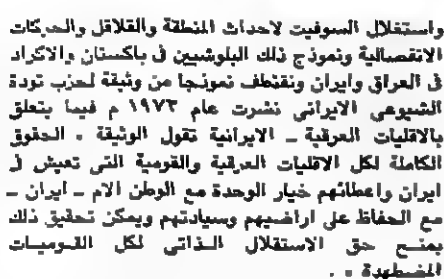 واستغلال السوفيت لاحداث المنطقة والقلاقل والحركات
الانفصالية ونموذج ذلك البلوشيين في باكستان والاكراد
في العراق وايران ونقتطف نموذجا من وثيقة لحزب تودة
الشيوعي الايراني نشرت عام ١٩٧٣ م فيما يتعلق
بالاقليات العرقية ــ الايرانية تقول الوثيقة . الحقوق
الكاملة لكل الاقليات العرقية والقومية التي تعيش في
ايران واعطائهم خيار الوحدة مع الوطن الام ــ ايران ــ
مع الحفاظ على اراضيهم وسيادتهم ويمكن تحقيق ذلك
بمنح حق الاستقلال الذاتي لكل القوميات
المضطهدة » .